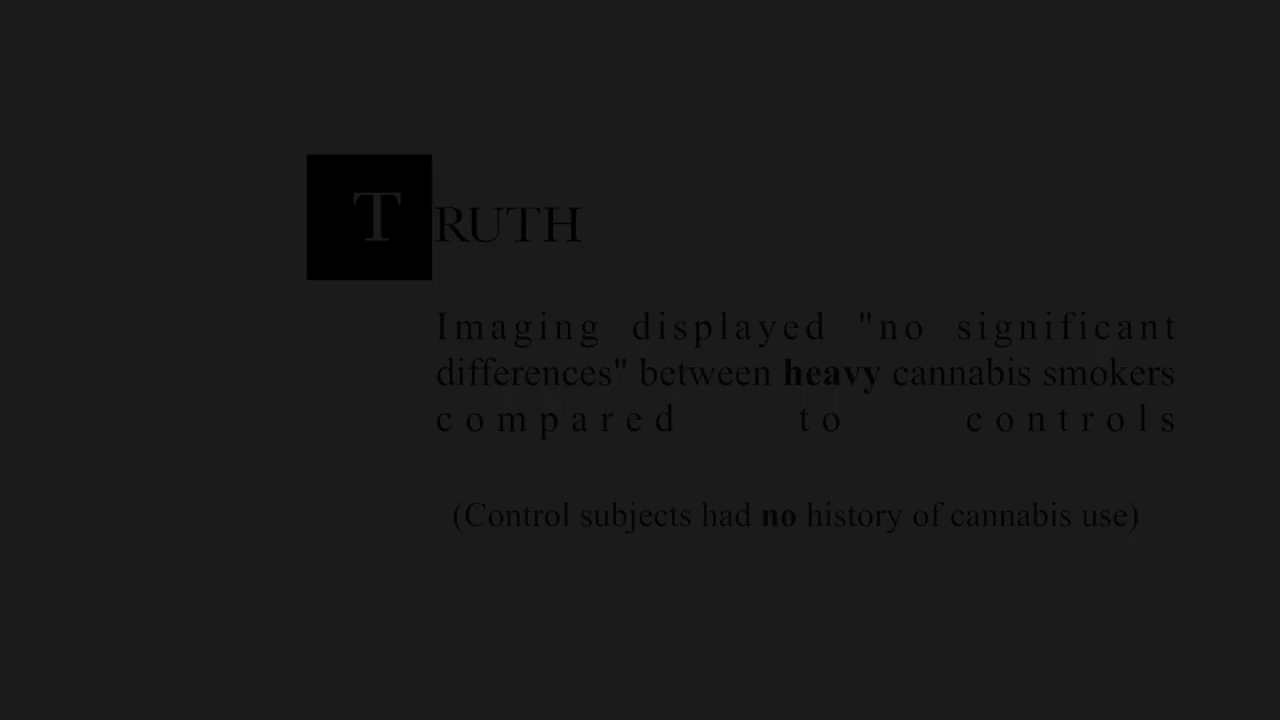 TRUTH
Imaging displayed "no significant
differences" between heavy cannabis smokers
compared to controls
(Control subjects had no history of cannabis use)